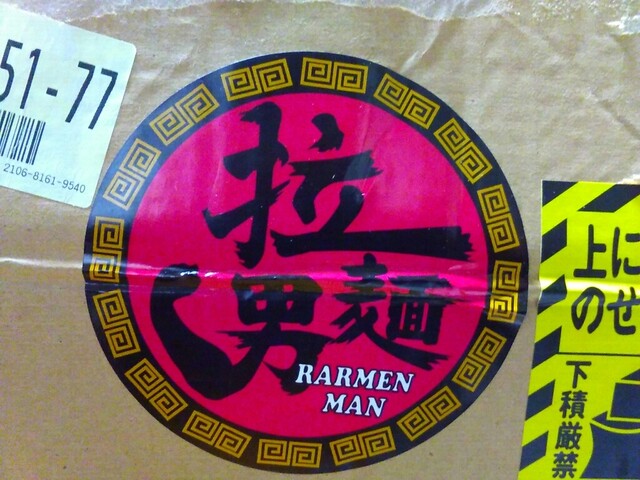 51-77
2106-8161-9540
拉
麺
男
RARMEN
MAN
上に
のせ
下積厳禁